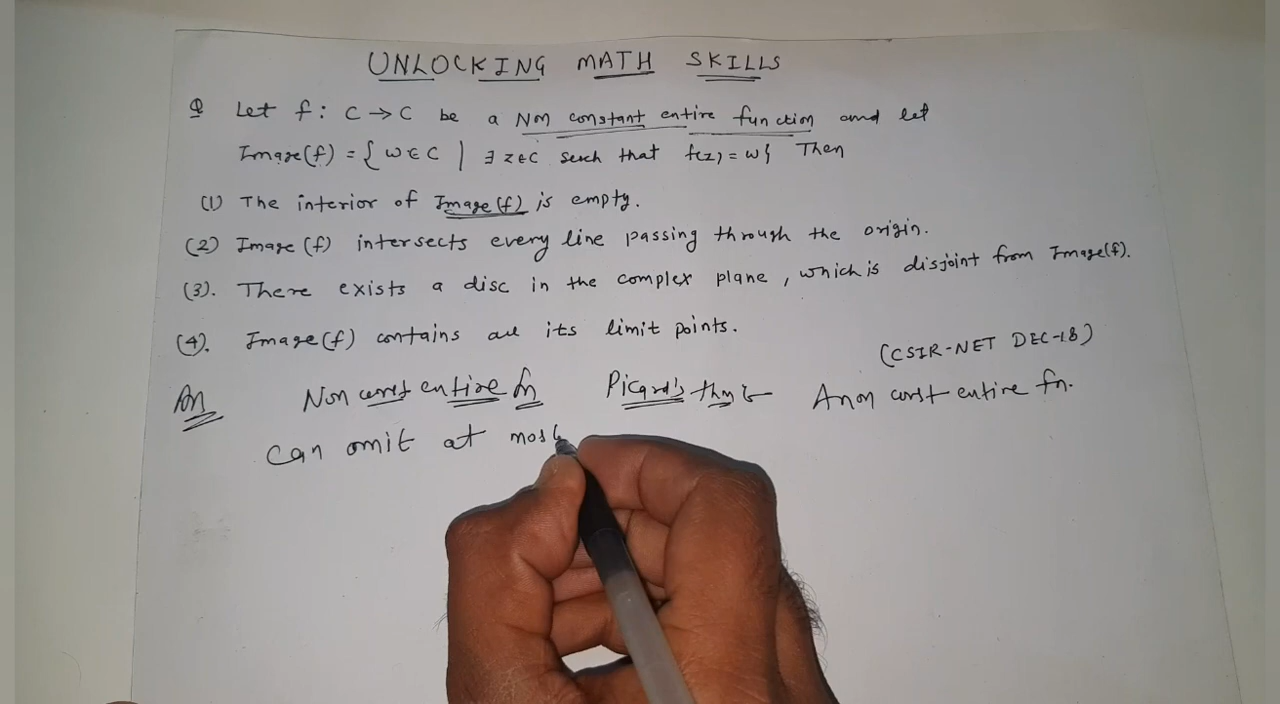 UNLOCKING MATH SKILLS
Q Let f: C → C be a Non constant entire function and let
Image(f) = { w ∈ C | ∃ z ∈ C such that f(z) = w } Then
(1) The interior of Image(f) is empty.
(2) Image (f) intersects every line passing through the origin.
(3). There exists a disc in the complex plane, which is disjoint from Image(f).
(4). Image(f) contains all its limit points.
(CSIR-NET DEC-18)
Non const entire fn Picard's thm A non const entire fn.
can omit at most